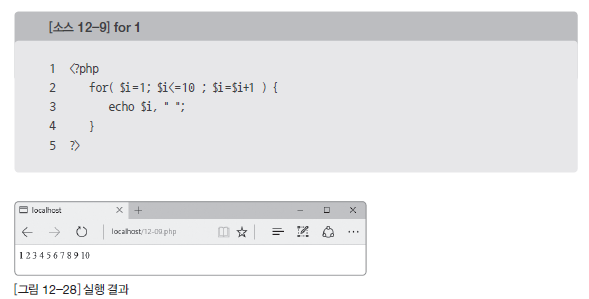 [소스 12-9] for 1
1 <?php
2 for( $i=1; $i<=10 ; $i=$i+1 ) {
3 echo $i, " ";
4 }
5 ?>
localhost
localhost/12-09.php
1 2 3 4 5 6 7 8 9 10
[그림 12-28] 실행 결과